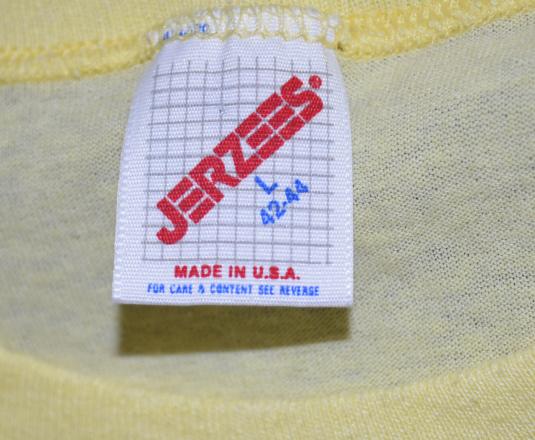 JERZEES
L
42-44
MADE IN U.S.A.
FOR CARE & CONTENT SEE REVERSE